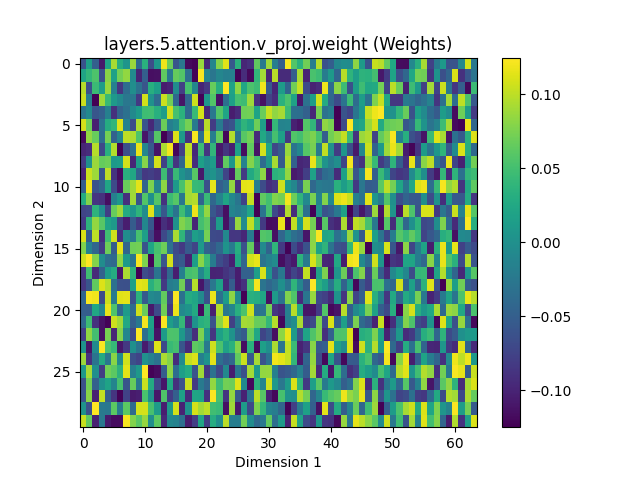 layers.5.attention.v_proj.weight (Weights)
0
5
10
15
20
25
Dimension 2
0 10 20 30 40 50 60
Dimension 1
0.10
0.05
0.00
−0.05
−0.10